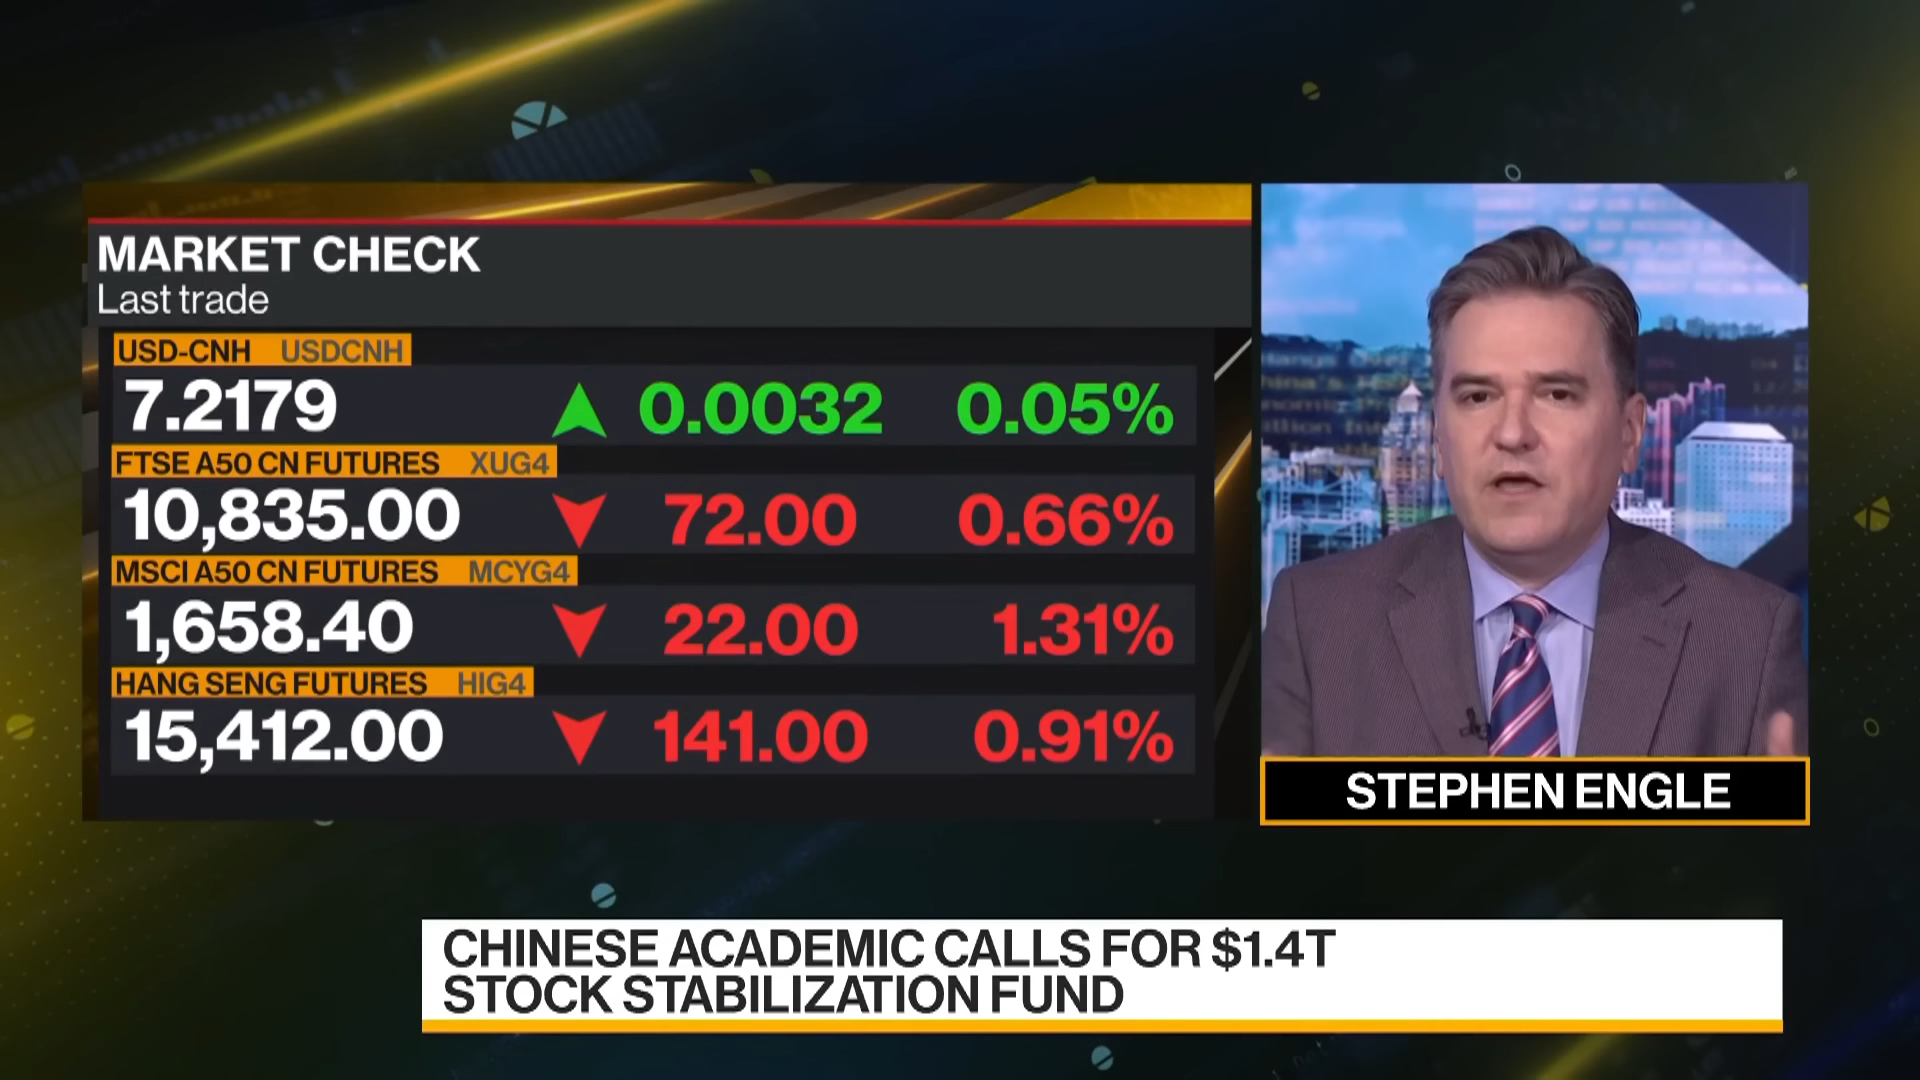 MARKET CHECK
Last trade
USD-CNH USDCNH
7.2179 0.0032 0.05%
FTSE A50 CN FUTURES XUG4
10,835.00 72.00 0.66%
MSCI A50 CN FUTURES MCYG4
1,658.40 22.00 1.31%
HANG SENG FUTURES HIG4
15,412.00 141.00 0.91%
STEPHEN ENGLE
CHINESE ACADEMIC CALLS FOR $1.4T
STOCK STABILIZATION FUND